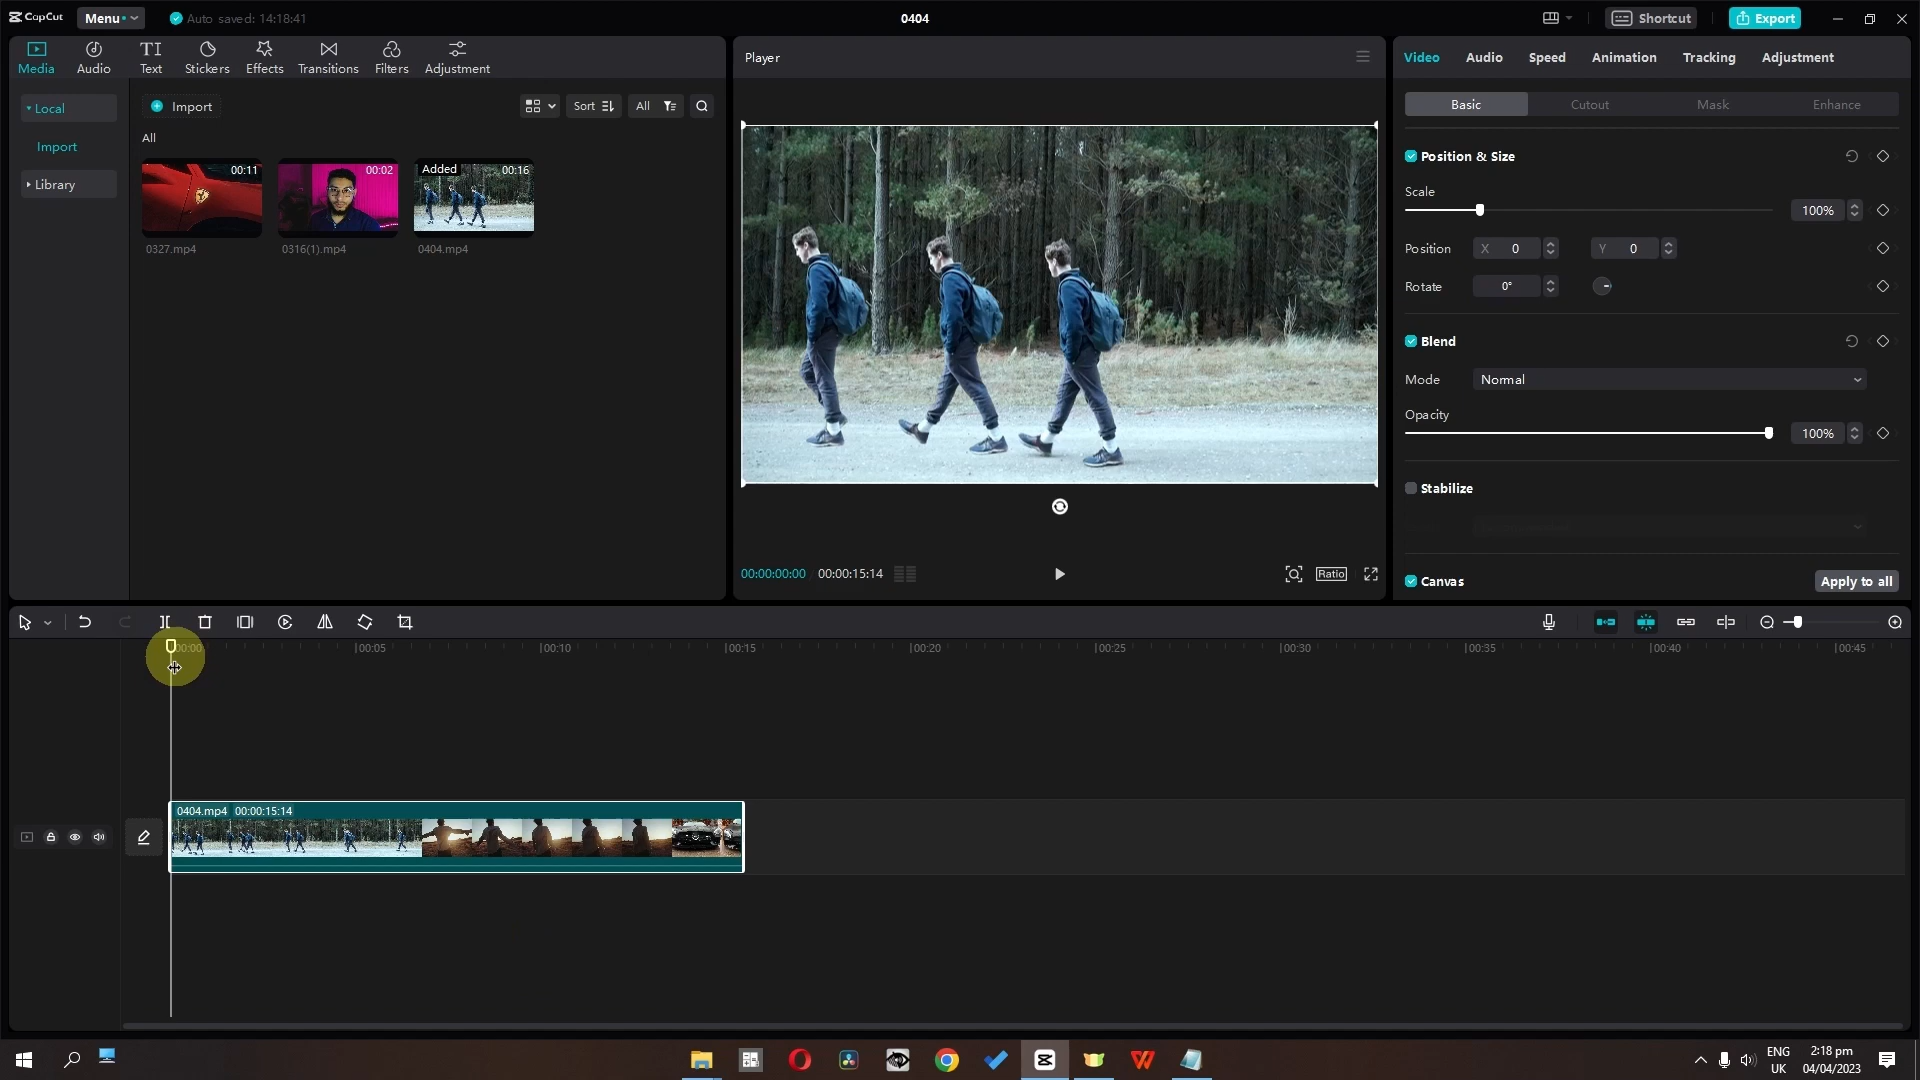 CapCut
Menu
Auto saved: 14:18:41
0404
Shortcut
Export
Media
Audio
Text
Stickers
Effects
Transitions
Filters
Adjustment
Local
Import
Library
Import
Sort
All
All
00:11
00:02
Added
00:16
0327.mp4
0316(1).mp4
0404.mp4
Player
00:00:00:00
00:00:15:14
Ratio
Video
Audio
Speed
Animation
Tracking
Adjustment
Basic
Cutout
Mask
Enhance
Position & Size
Scale
100%
Position
X 0
Y 0
Rotate
0°
Blend
Mode
Normal
Opacity
100%
Stabilize
Canvas
Apply to all
00:00
00:05
00:10
00:15
00:20
00:25
00:30
00:35
00:40
00:45
0404.mp4 00:00:15:14
ENG
UK
2:18 pm
04/04/2023